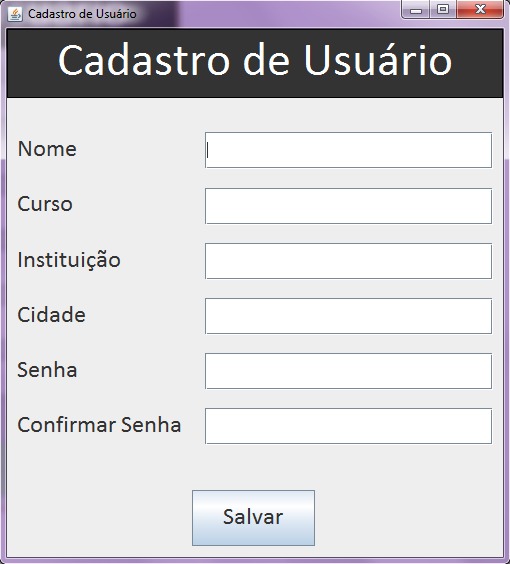 Cadastro de Usuário
Cadastro de Usuário
Nome
Curso
Instituição
Cidade
Senha
Confirmar Senha
Salvar